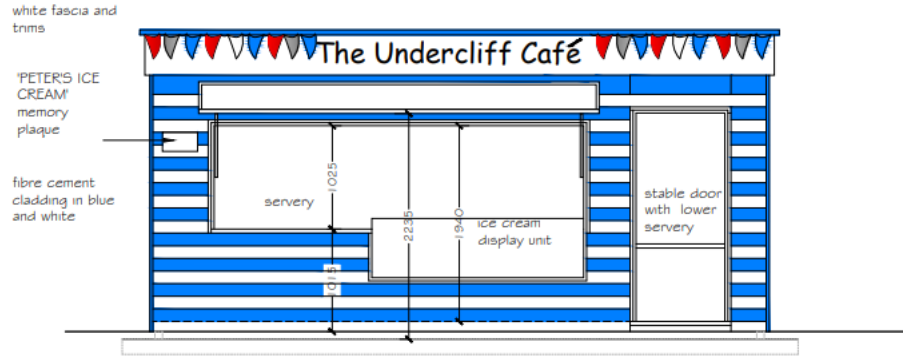 white fascia and
trims
The Undercliff Café
'PETER'S ICE
CREAM'
memory
plaque
fibre cement
cladding in blue
and white
servery
1025
2235
1940
1015
ice cream
display unit
stable door
with lower
servery